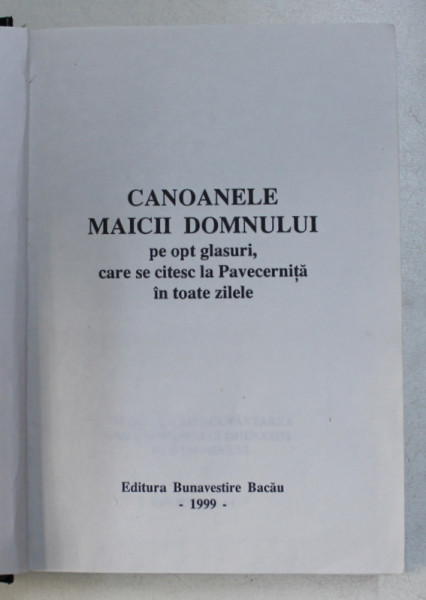 CANOANELE
MAICII DOMNULUI
pe opt glasuri,
care se citesc la Pavecerniță
în toate zilele
Editura Bunavestire Bacău
- 1999 -